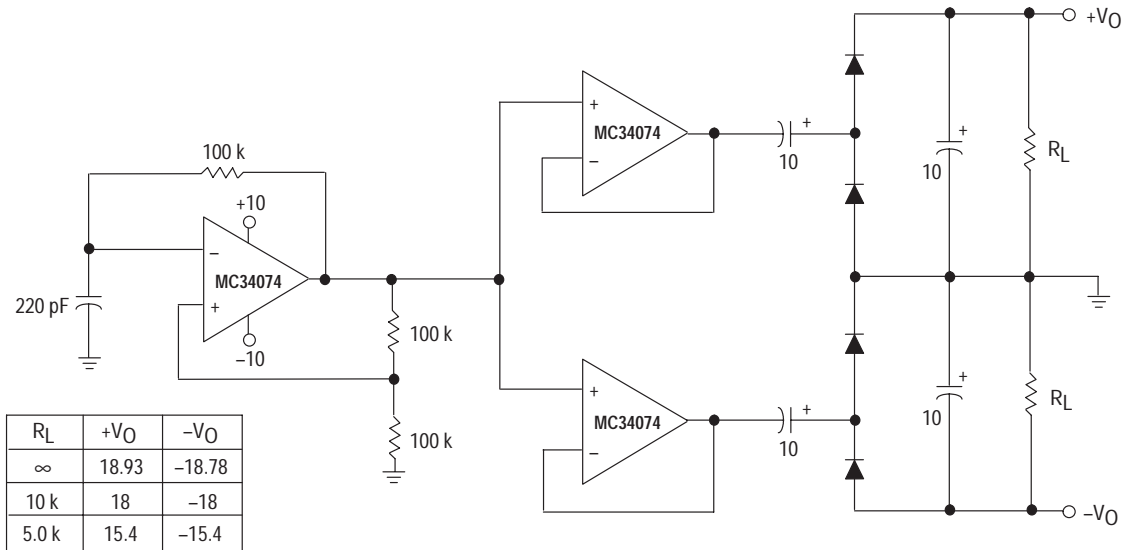 +VO
+
MC34074
−
+
10
+
10
RL
100 k
+10
−
MC34074
+
−10
220 pF
100 k
100 k
+
MC34074
−
+
10
+
10
RL
−VO
RL +VO −VO
∞ 18.93 −18.78
10 k 18 −18
5.0 k 15.4 −15.4